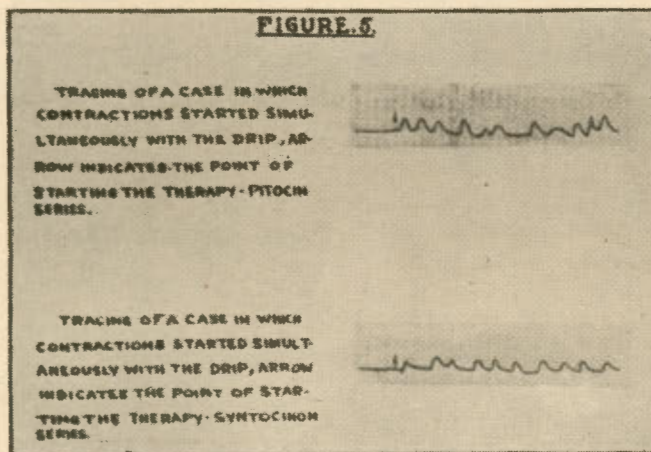 FIGURE.5.
TRACING OF A CASE IN WHICH
CONTRACTIONS STARTED SIMU-
LTANEOUSLY WITH THE DRIP, AR-
ROW INDICATES THE POINT OF
STARTING THE THERAPY-PITOCIN
SERIES.
TRACING OF A CASE IN WHICH
CONTRACTIONS STARTED SIMULT-
ANEOUSLY WITH THE DRIP, ARROW
INDICATES THE POINT OF STAR-
TING THE THERAPY-SYNTOCINON
SERIES.